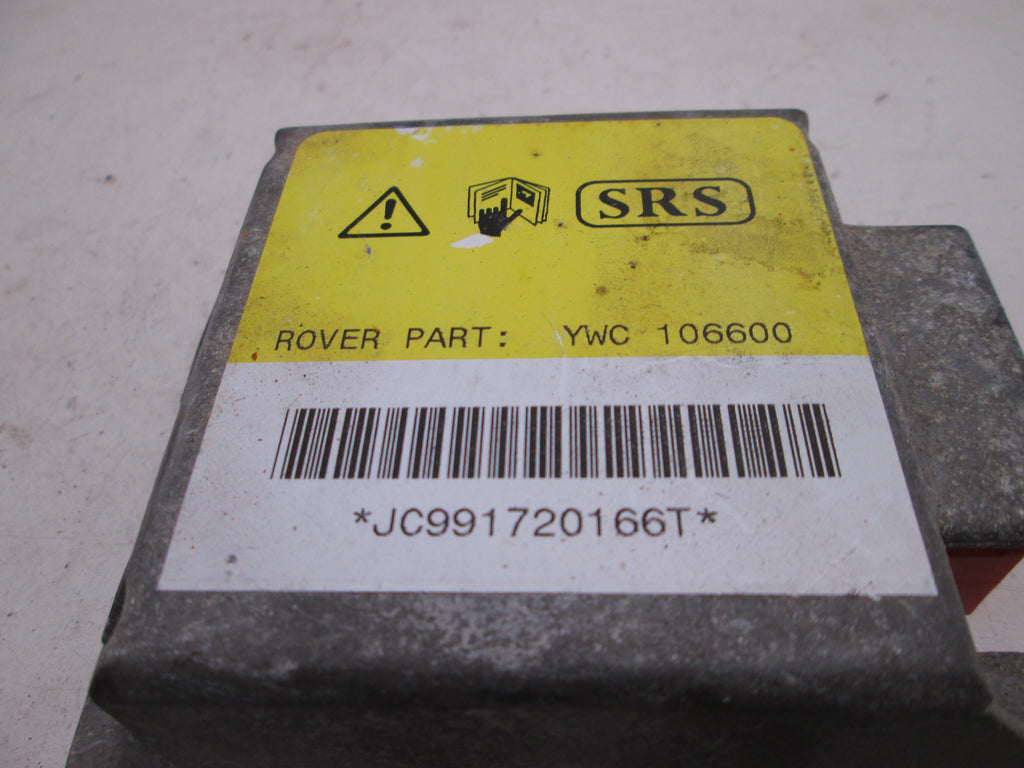 SRS
ROVER PART: YWC 106600
*JC991720166T*